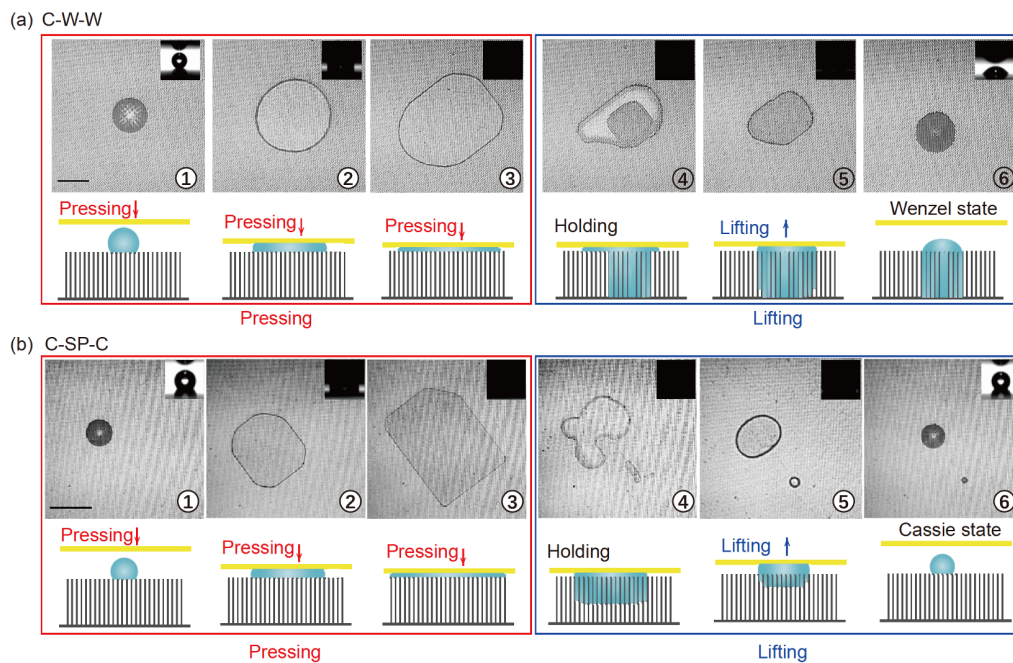 (a) C-W-W
① ② ③ ④ ⑤ ⑥
Pressing Pressing Pressing Holding Lifting Wenzel state
Pressing Lifting
(b) C-SP-C
① ② ③ ④ ⑤ ⑥
Pressing Pressing Pressing Holding Lifting Cassie state
Pressing Lifting